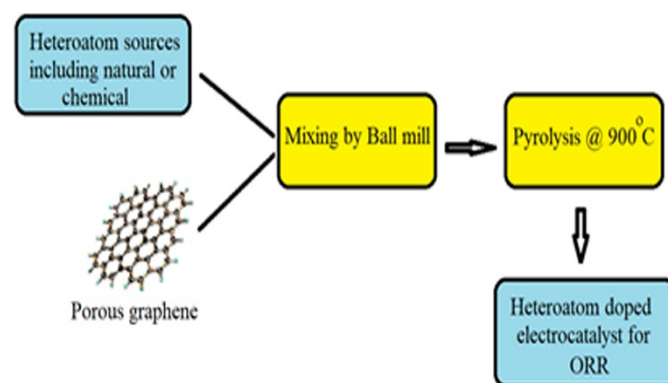 Heteroatom sources
including natural or
chemical
Mixing by Ball mill
Pyrolysis @ 900°C
Porous graphene
Heteroatom doped
electrocatalyst for
ORR